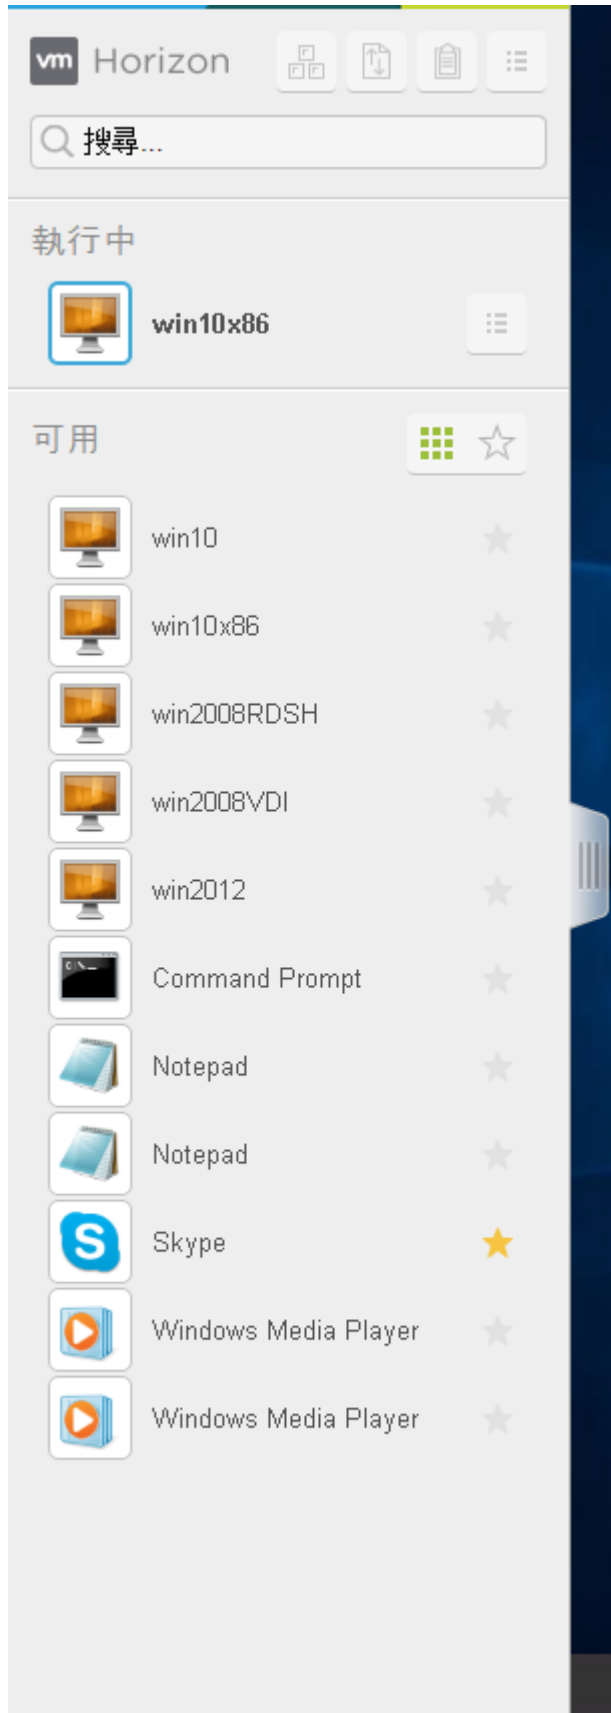 vm Horizon
搜尋...
執行中
win10x86
可用
win10
win10x86
win2008RDSH
win2008VDI
win2012
Command Prompt
Notepad
Notepad
Skype
Windows Media Player
Windows Media Player